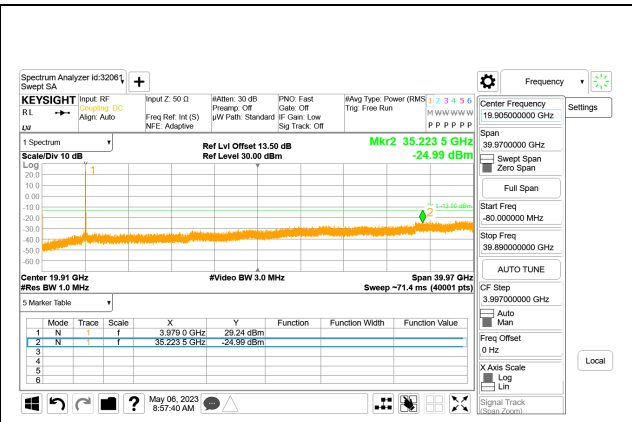 Spectrum Analyzer id:32061
Swept SA
Frequency
KEYSIGHT
RL
LXI
Input: RF
Coupling: DC
Align: Auto
Input Z: 50 Ω
Freq Ref: Int (S)
NFE: Adaptive
#Atten: 30 dB
Preamp: Off
µW Path: Standard
PNO: Fast
Gate: Off
IF Gain: Low
Sig Track: Off
#Avg Type: Power (RMS
Trig: Free Run
1 2 3 4 5 6
M W W W W W
P P P P P P
1 Spectrum
Scale/Div 10 dB
Ref Lvl Offset 13.50 dB
Ref Level 30.00 dBm
Mkr2 35.223 5 GHz
-24.99 dBm
Log
20.0
10.0
0.00
-10.0
-20.0
-30.0
-40.0
-50.0
-60.0
1
-13.00 dBm
2
Center 19.91 GHz
#Res BW 1.0 MHz
#Video BW 3.0 MHz
Span 39.97 GHz
Sweep ~71.4 ms (40001 pts)
5 Marker Table
Mode Trace Scale X Y Function Function Width Function Value
1 N 1 f 3.979 0 GHz 29.24 dBm
2 N 1 f 35.223 5 GHz -24.99 dBm
3
4
5
6
Center Frequency
19.905000000 GHz
Settings
Span
39.9700000 GHz
Swept Span
Zero Span
Full Span
Start Freq
-80.000000 MHz
Stop Freq
39.890000000 GHz
AUTO TUNE
CF Step
3.997000000 GHz
Auto
Man
Freq Offset
0 Hz
X Axis Scale
Log
Lin
Local
Signal Track
(Span Zoom)
?
May 06, 2023
8:57:40 AM